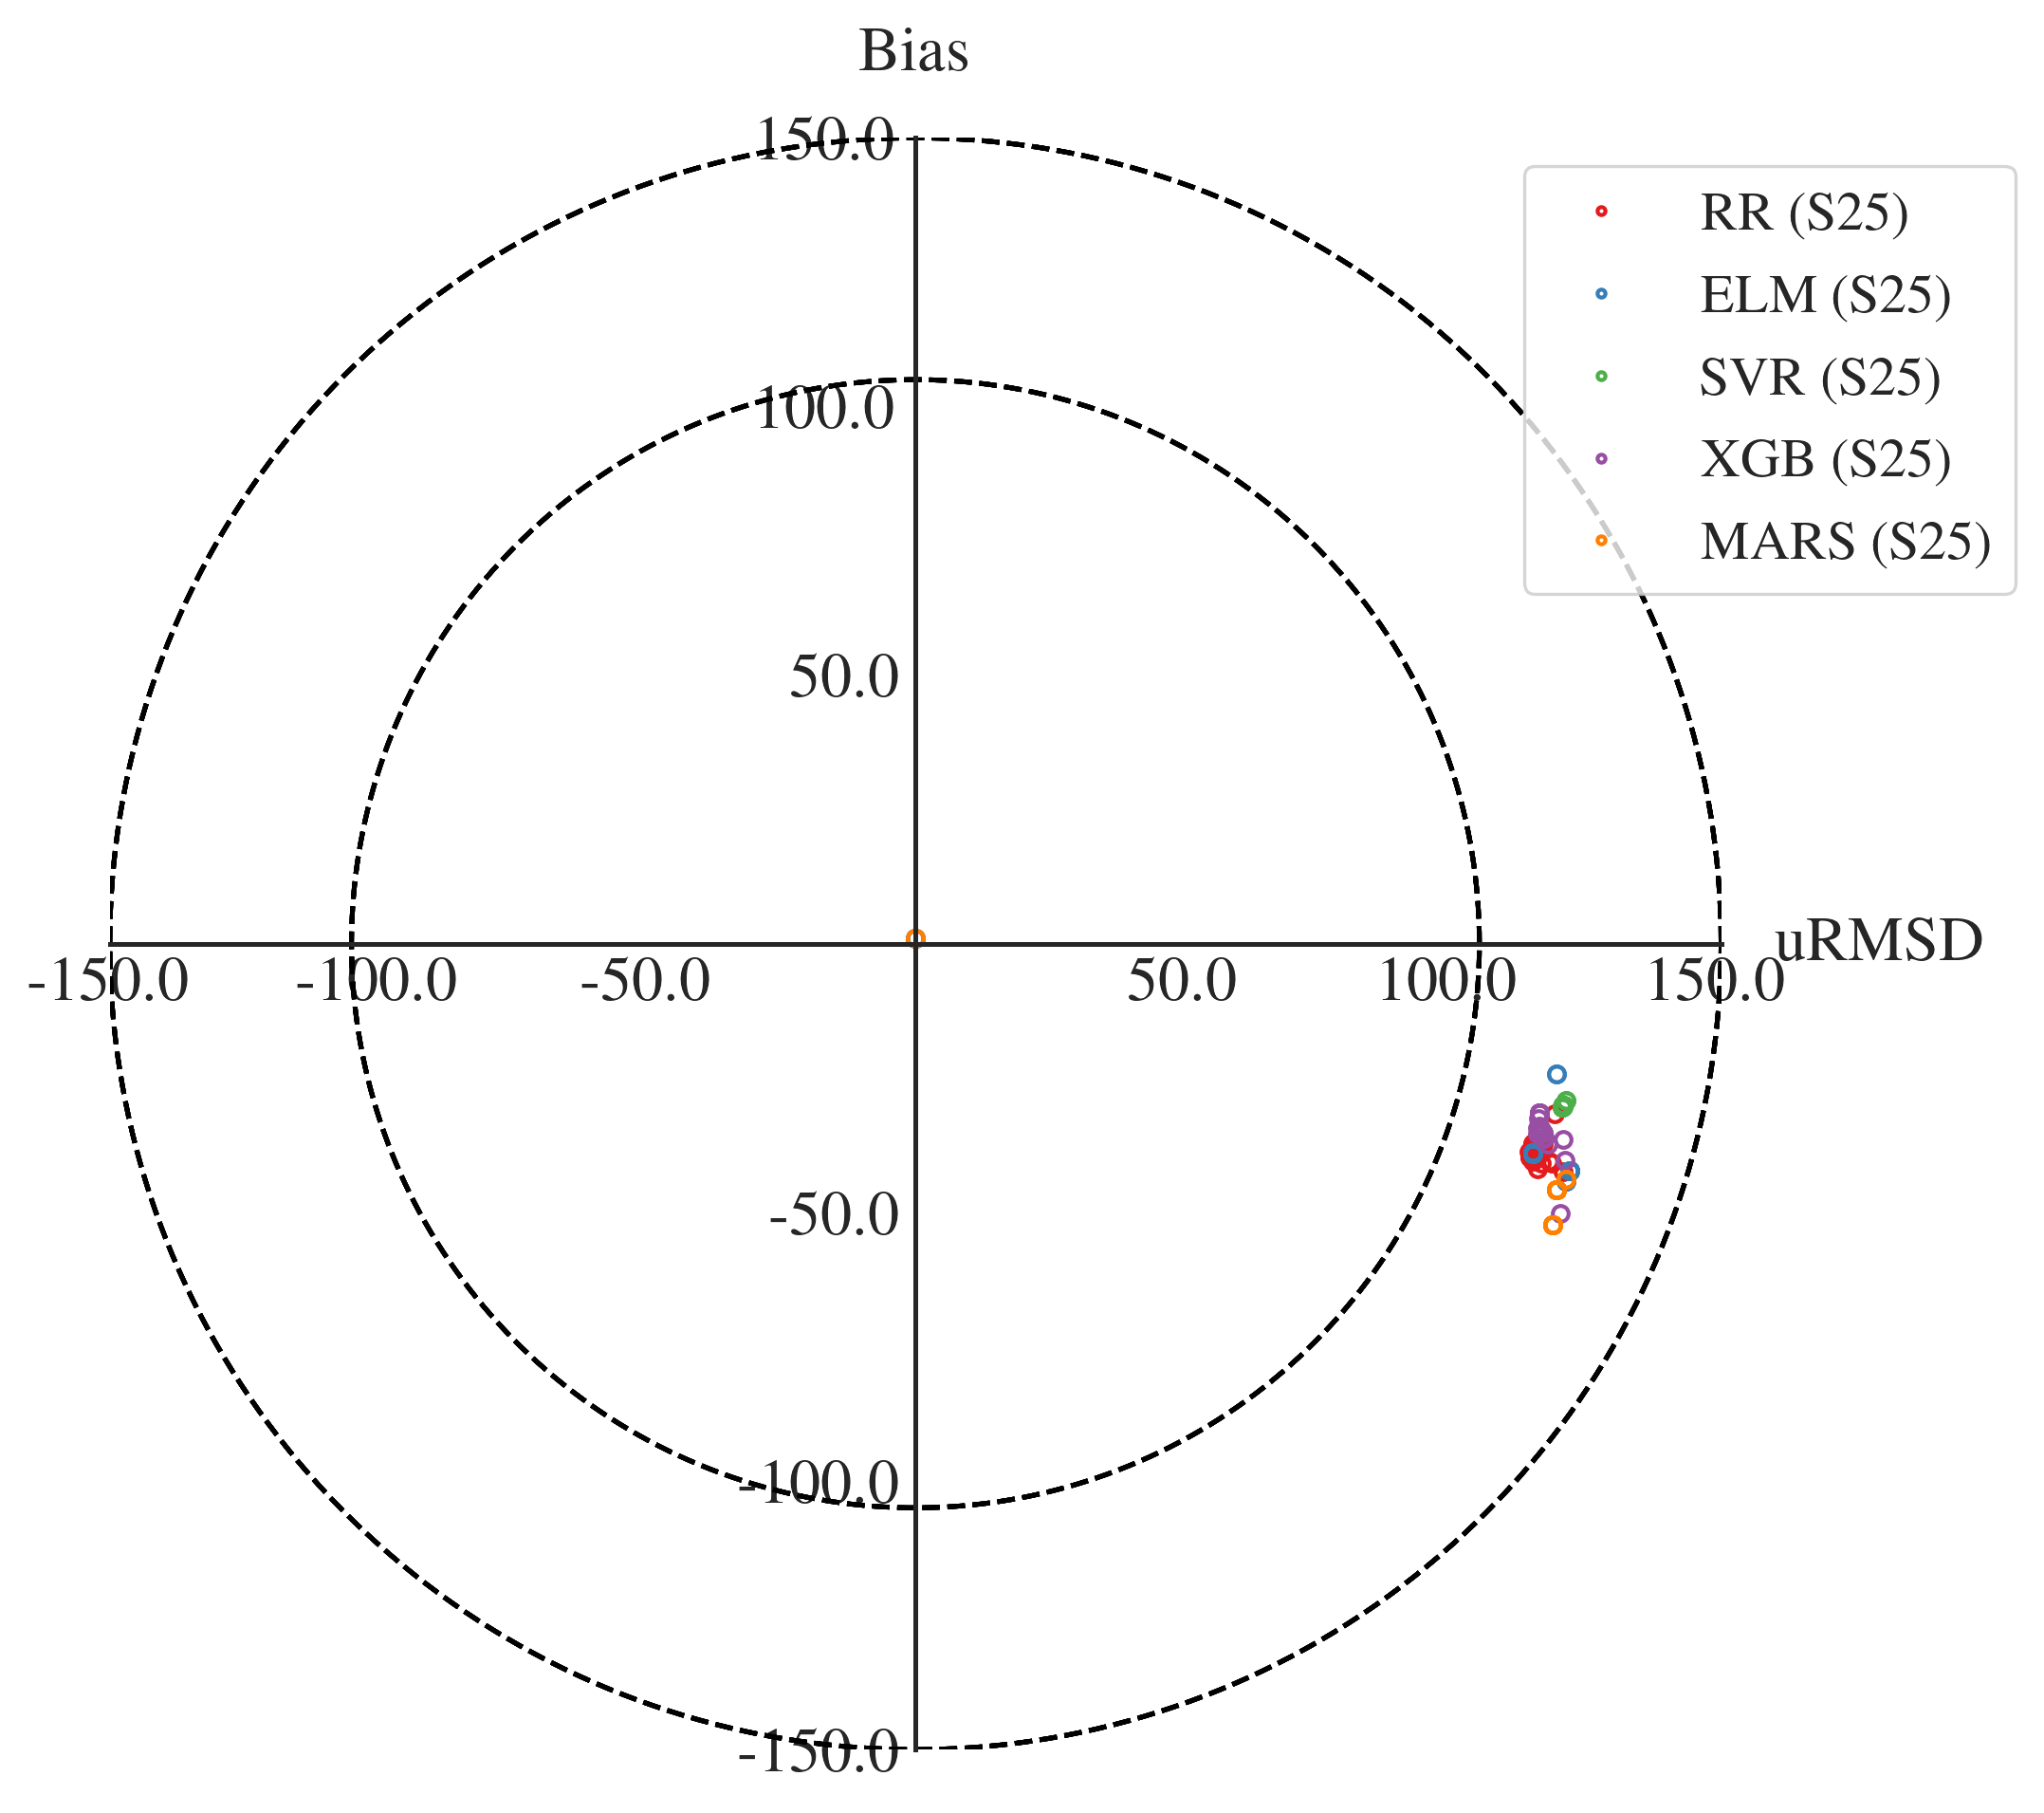 Bias
150.0
100.0
50.0
RR (S25)
ELM (S25)
SVR (S25)
XGB (S25)
MARS (S25)
uRMSD
-150.0 -100.0 -50.0 50.0 100.0 150.0
-50.0
-100.0
-150.0